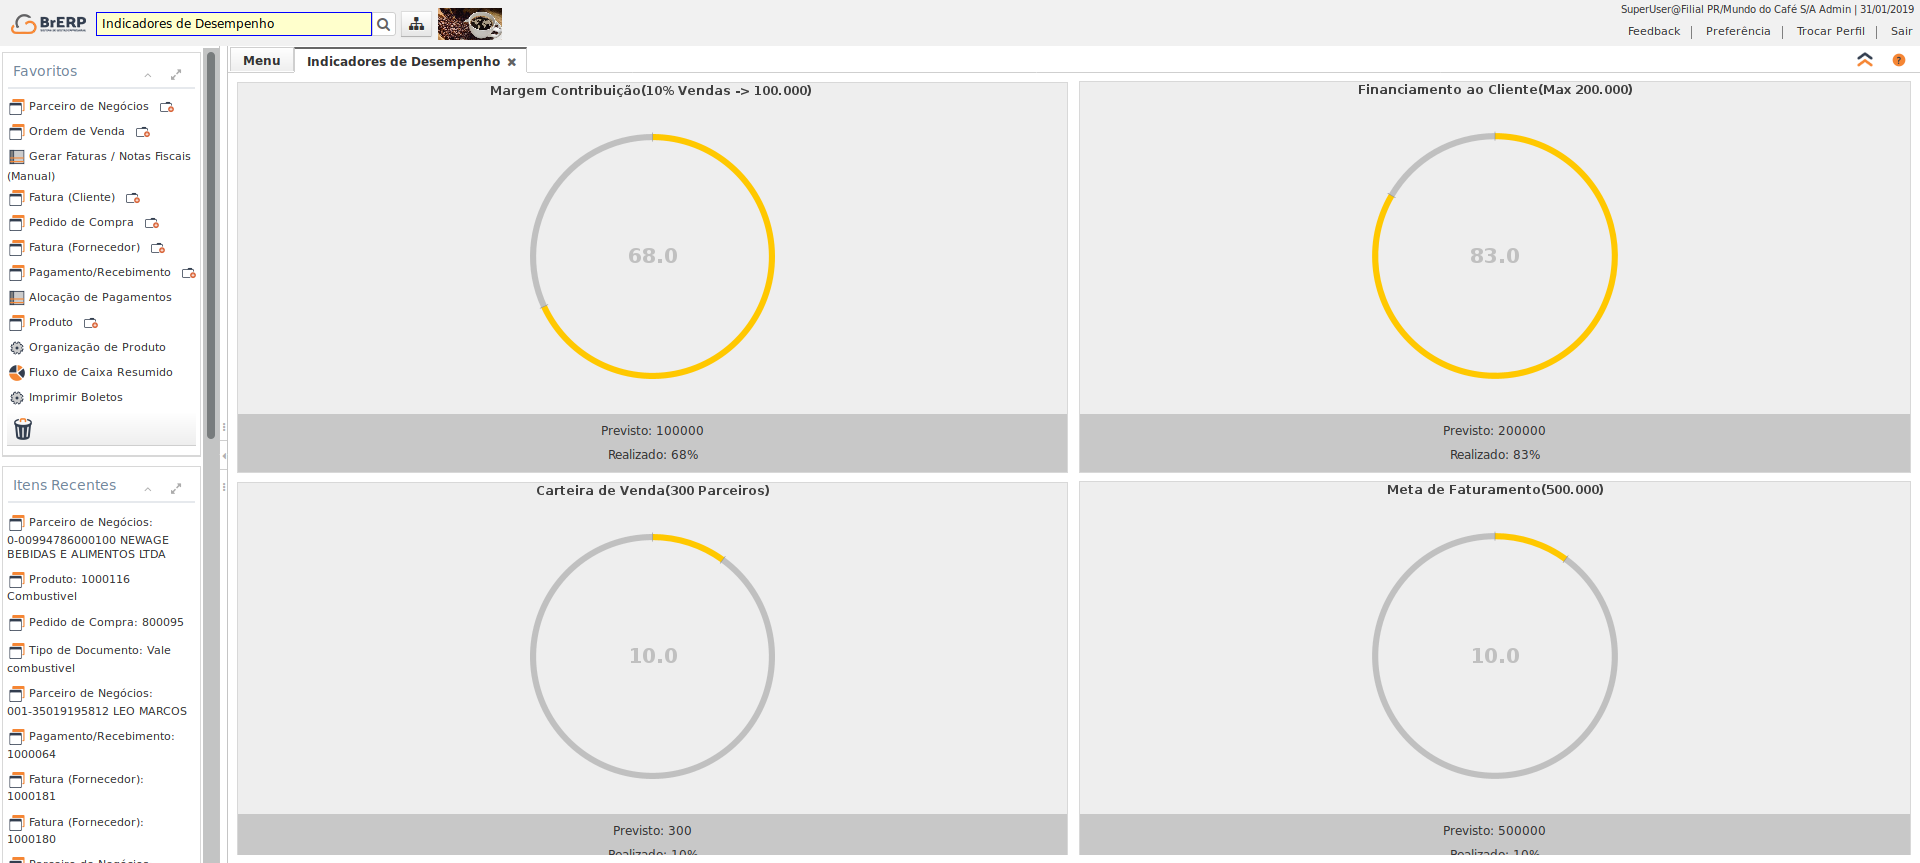 BrERP
Indicadores de Desempenho
SuperUser@Filial PR/Mundo do Café S/A Admin | 31/01/2019
Feedback | Preferência | Trocar Perfil | Sair
Favoritos
Parceiro de Negócios
Ordem de Venda
Gerar Faturas / Notas Fiscais
(Manual)
Fatura (Cliente)
Pedido de Compra
Fatura (Fornecedor)
Pagamento/Recebimento
Alocação de Pagamentos
Produto
Organização de Produto
Fluxo de Caixa Resumido
Imprimir Boletos
Itens Recentes
Parceiro de Negócios:
0-00994786000100 NEWAGE
BEBIDAS E ALIMENTOS LTDA
Produto: 1000116
Combustivel
Pedido de Compra: 800095
Tipo de Documento: Vale
combustivel
Parceiro de Negócios:
001-35019195812 LEO MARCOS
Pagamento/Recebimento:
1000064
Fatura (Fornecedor):
1000181
Fatura (Fornecedor):
1000180
Parceiro de Negócios
Menu
Indicadores de Desempenho
Margem Contribuição(10% Vendas -> 100.000)
68.0
Previsto: 100000
Realizado: 68%
Financiamento ao Cliente(Max 200.000)
83.0
Previsto: 200000
Realizado: 83%
Carteira de Venda(300 Parceiros)
10.0
Previsto: 300
Realizado: 10%
Meta de Faturamento(500.000)
10.0
Previsto: 500000
Realizado: 10%